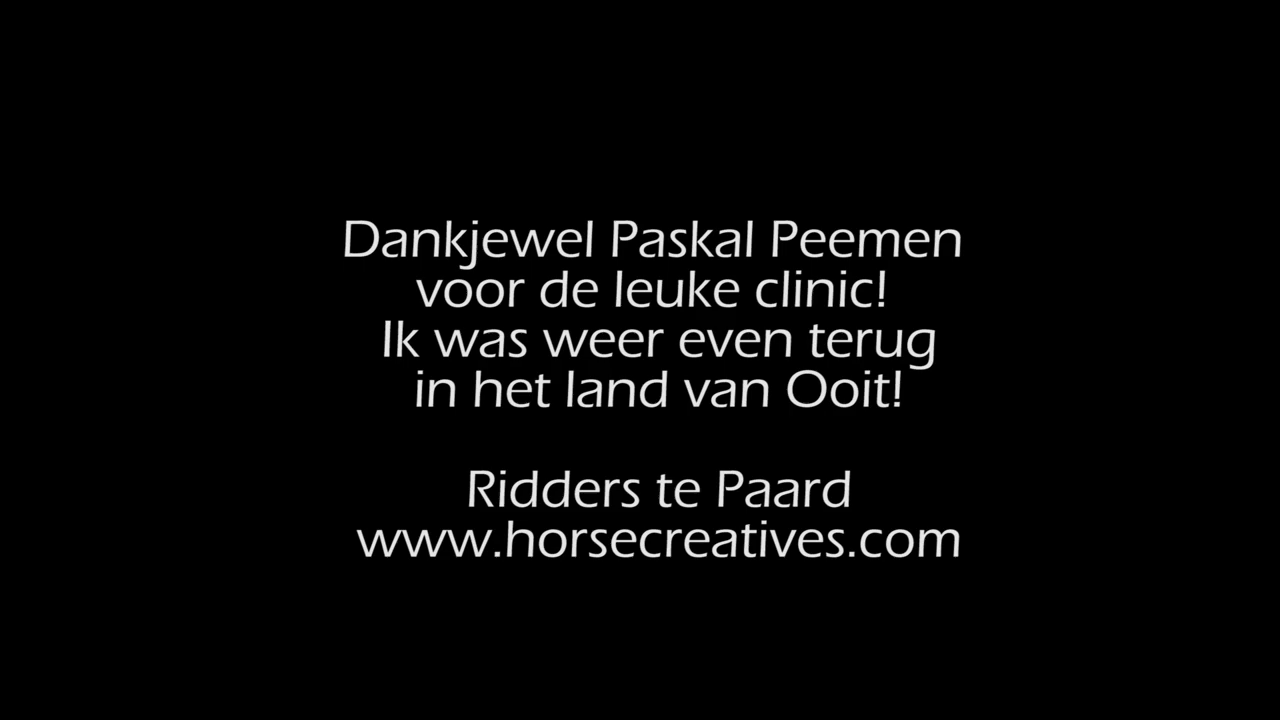 Dankjewel Paskal Peemen
voor de leuke clinic!
Ik was weer even terug
in het land van Ooit!
Ridders te Paard
www.horsecreatives.com